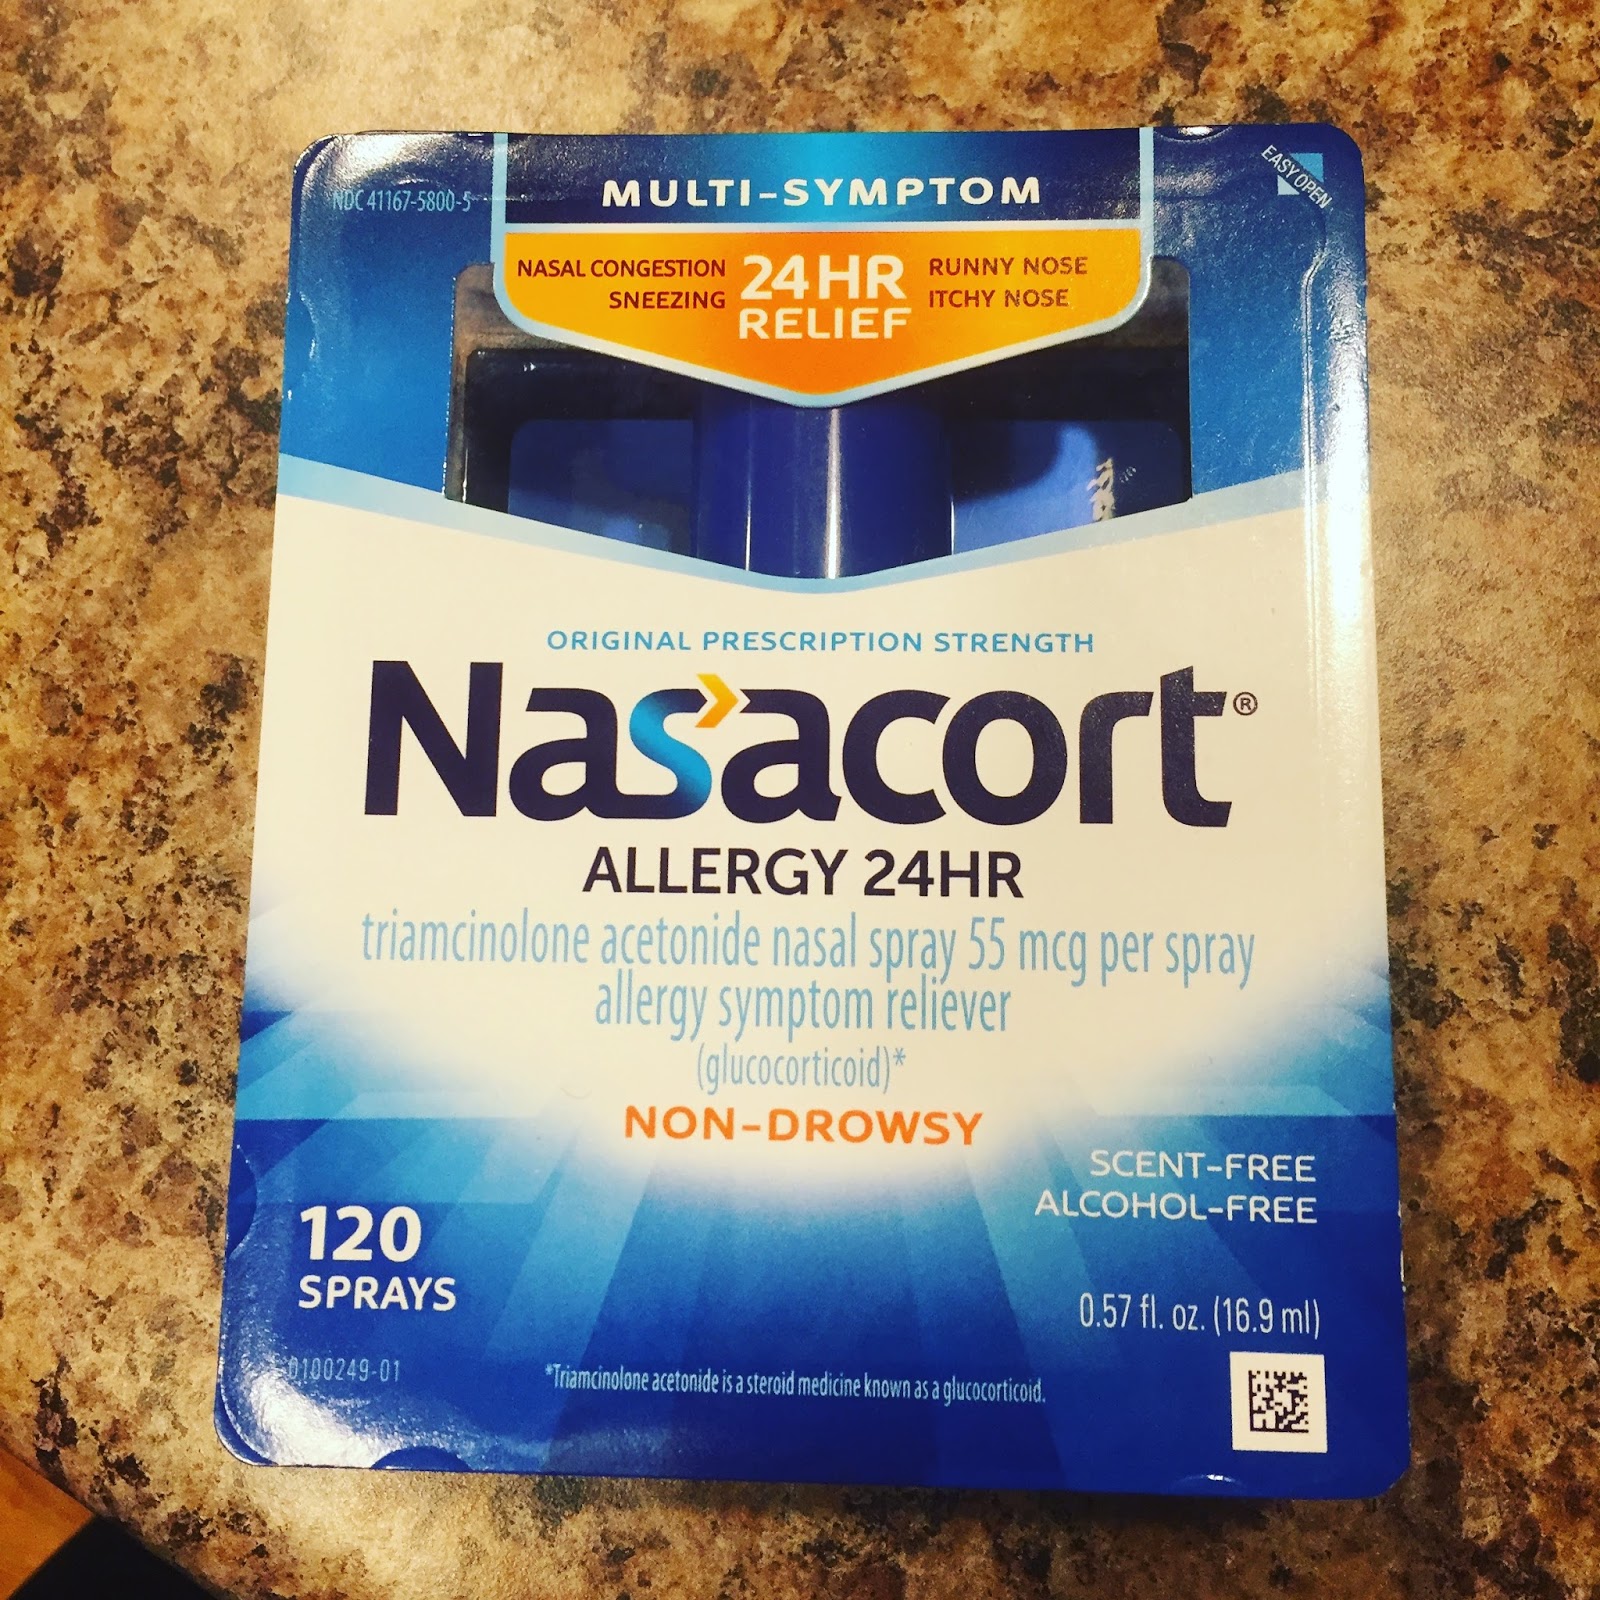 NDC 41167-5800-5
MULTI-SYMPTOM
EASY OPEN
NASAL CONGESTION
SNEEZING
24HR
RELIEF
RUNNY NOSE
ITCHY NOSE
ORIGINAL PRESCRIPTION STRENGTH
Nasacort®
ALLERGY 24HR
triamcinolone acetonide nasal spray 55 mcg per spray
allergy symptom reliever
(glucocorticoid)*
NON-DROWSY
SCENT-FREE
ALCOHOL-FREE
120
SPRAYS
0.57 fl. oz. (16.9 ml)
0100249-01
*Triamcinolone acetonide is a steroid medicine known as a glucocorticoid.